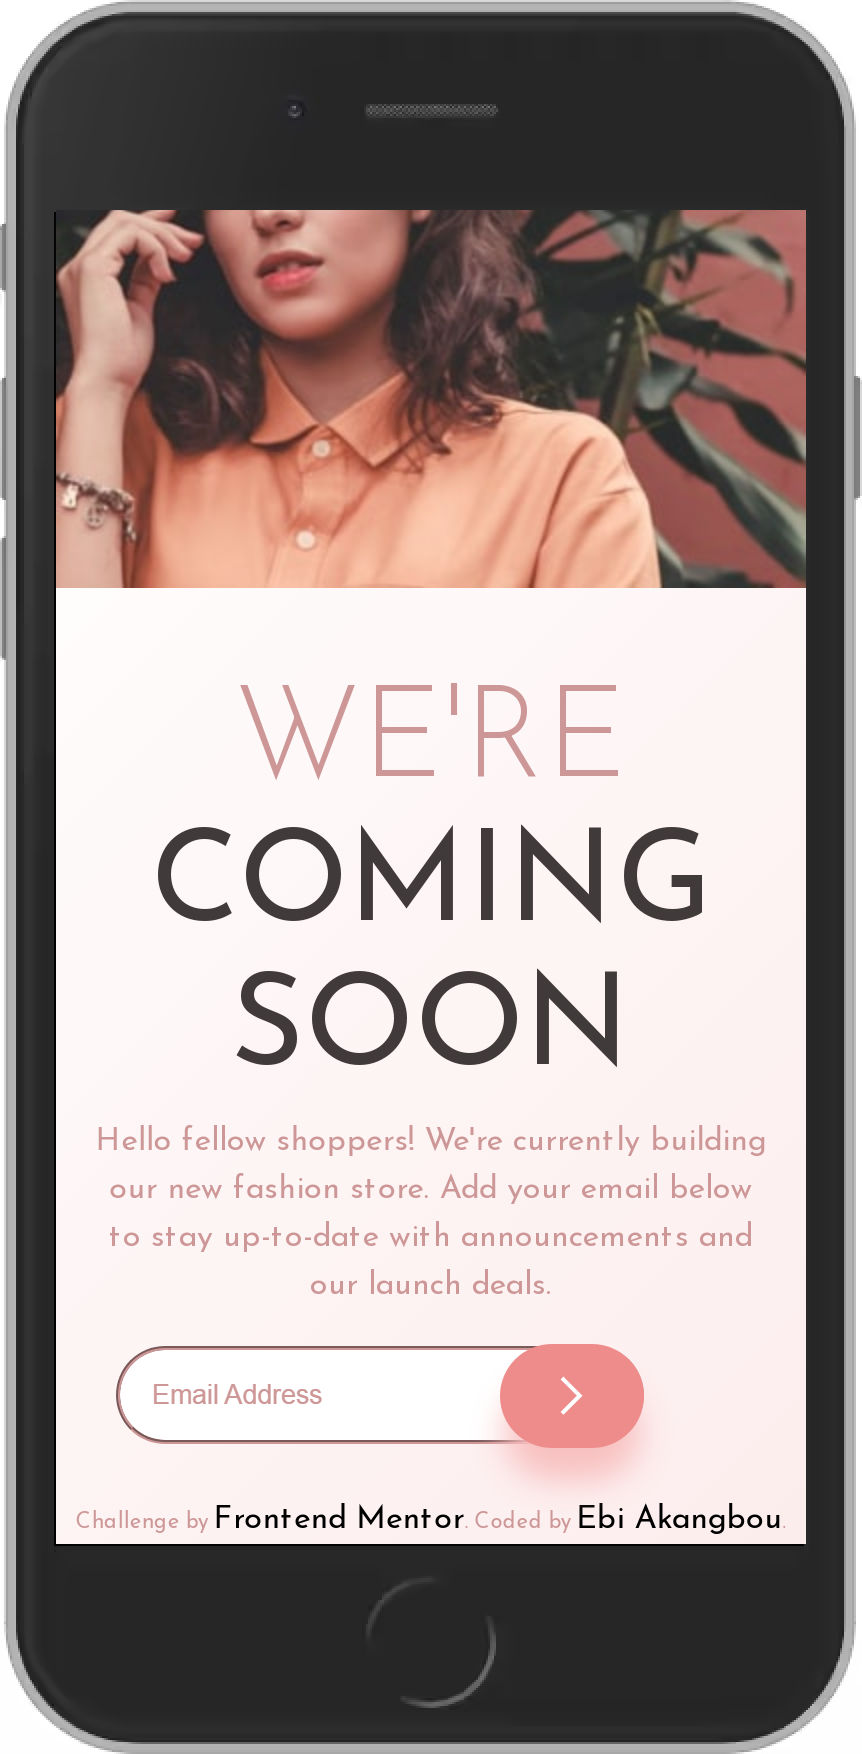 WE'RE
COMING
SOON
Hello fellow shoppers! We're currently building
our new fashion store. Add your email below
to stay up-to-date with announcements and
our launch deals.
Email Address
Challenge by Frontend Mentor. Coded by Ebi Akangbou.